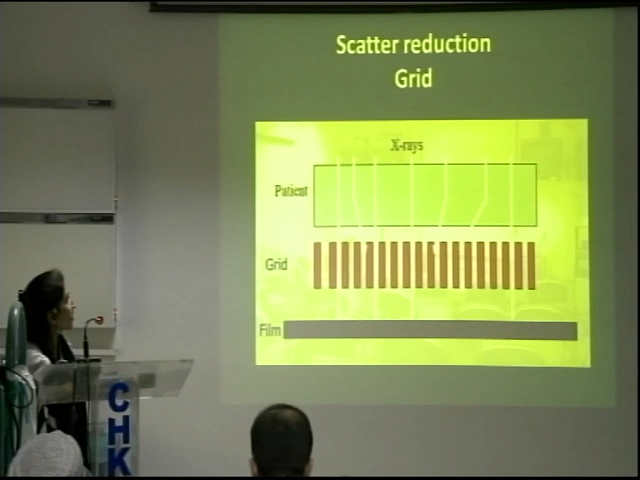 Scatter reduction
Grid
X-rays
Patient
Grid
Film
CHK